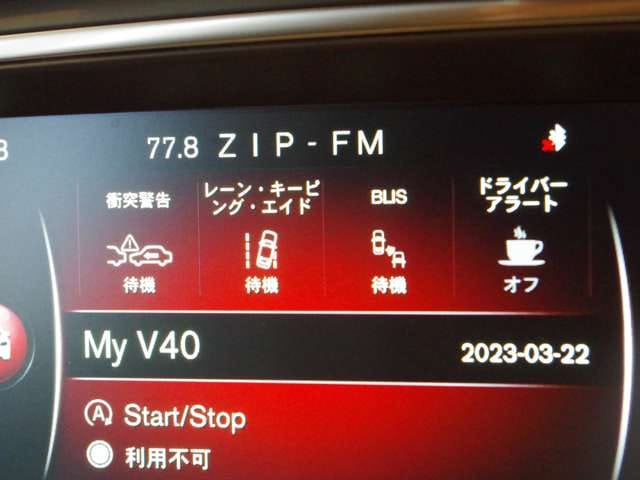 77.8 ZIP-FM
衝突警告
レーン・キーピ
ング・エイド
BLIS
ドライバー
アラート
待機
待機
待機
オフ
My V40
2023-03-22
Start/Stop
利用不可